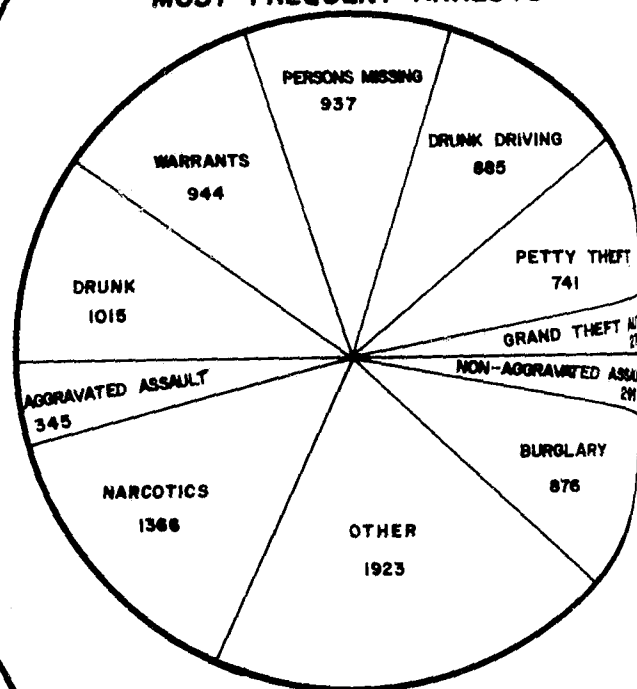 MOST FREQUENT ARRESTS
PERSONS MISSING
937
DRUNK DRIVING
885
WARRANTS
944
PETTY THEFT
741
DRUNK
1015
GRAND THEFT
NON-AGGRAVATED
AGGRAVATED ASSAULT
345
BURGLARY
876
NARCOTICS
1366
OTHER
1923